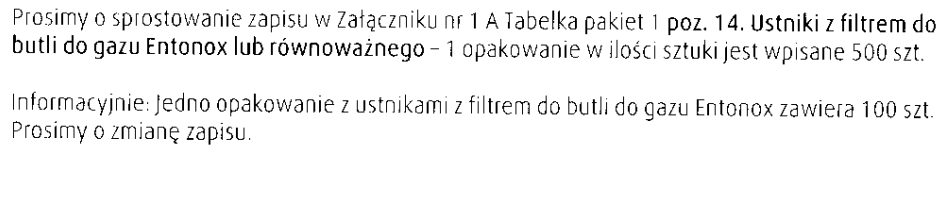 Prosimy o sprostowanie zapisu w Załączniku nr 1 A Tabelka pakiet 1 poz. 14. Ustniki z filtrem do
butli do gazu Entonox lub równoważnego – 1 opakowanie w ilości sztuki jest wpisane 500 szt.
Informacyjnie: Jedno opakowanie z ustnikami z filtrem do butli do gazu Entonox zawiera 100 szt.
Prosimy o zmianę zapisu.